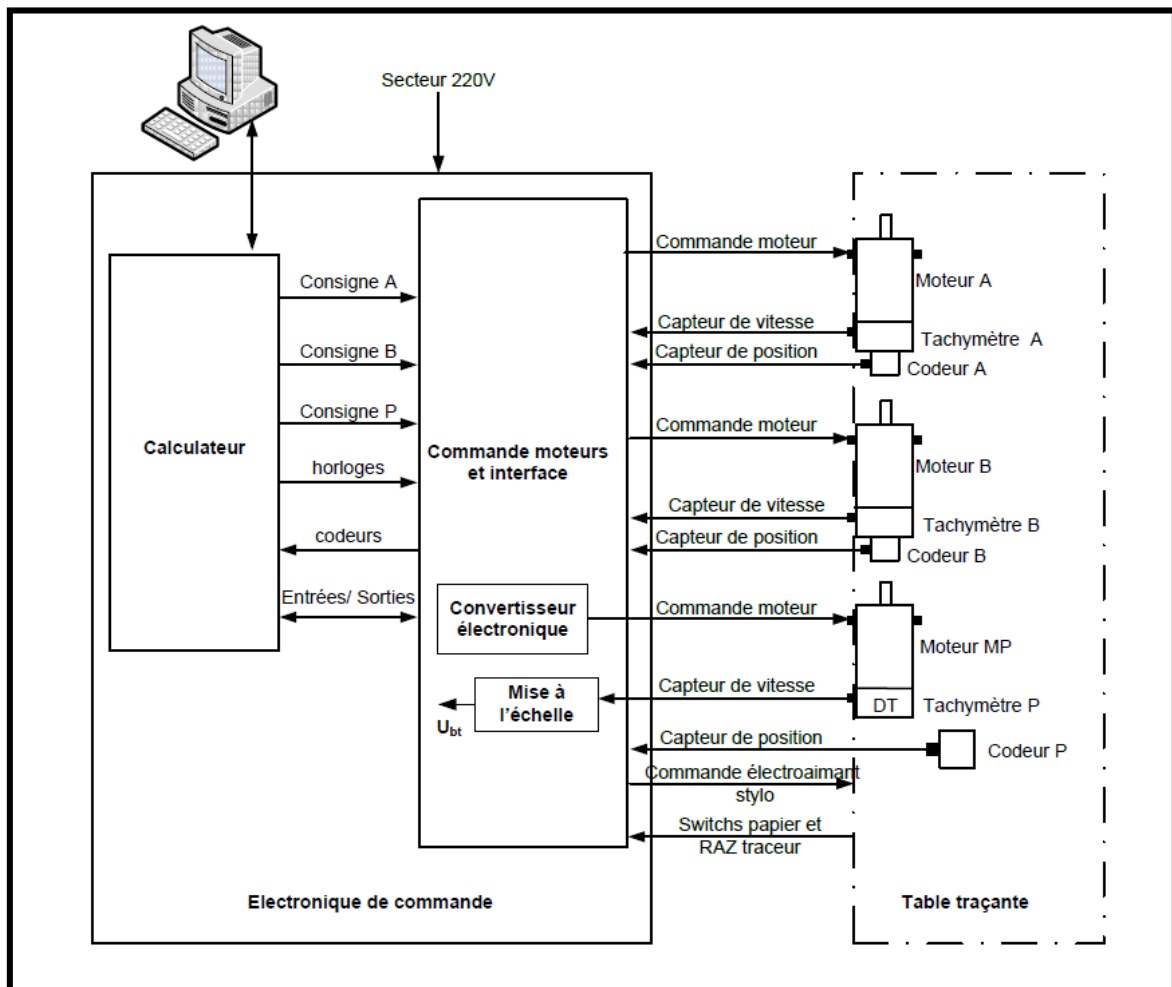 Secteur 220V
Commande moteur
Moteur A
Consigne A
Capteur de vitesse
Tachymètre A
Capteur de position
Codeur A
Consigne B
Consigne P
Commande moteur
Calculateur
Commande moteurs
et interface
Moteur B
horloges
Capteur de vitesse
Tachymètre B
codeurs
Capteur de position
Codeur B
Entrées/ Sorties
Convertisseur
électronique
Commande moteur
Moteur MP
Capteur de vitesse
Mise à
l'échelle
DT
Tachymètre P
Ubt
Capteur de position
Codeur P
Commande électroaimant
stylo
Switchs papier et
RAZ traceur
Electronique de commande
Table traçante